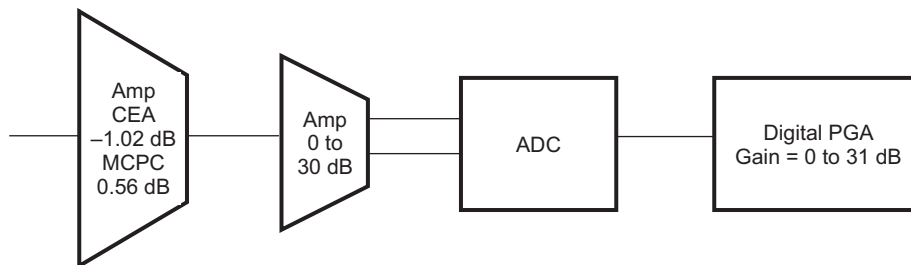 Amp
CEA
–1.02 dB
MCPC
0.56 dB
Amp
0 to
30 dB
ADC
Digital PGA
Gain = 0 to 31 dB